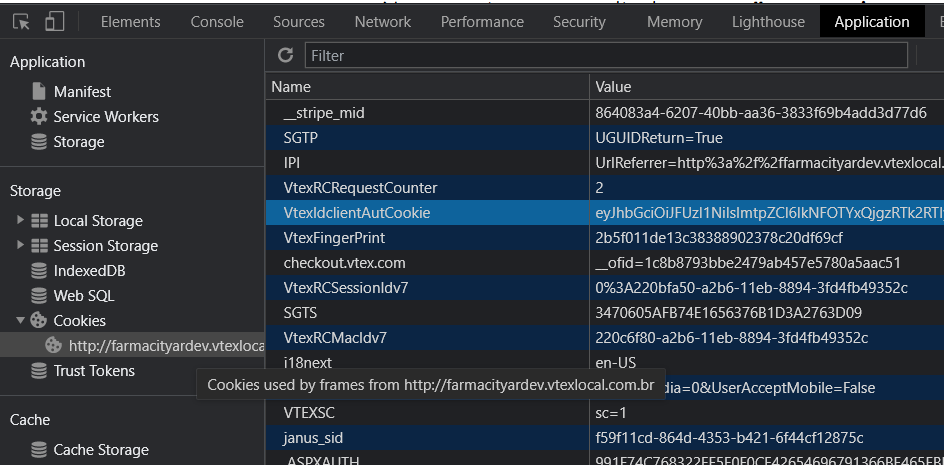 Elements Console Sources Network Performance Security Memory Lighthouse Application
Application
Manifest
Service Workers
Storage
Storage
Local Storage
Session Storage
IndexedDB
Web SQL
Cookies
http://farmacityardev.vtexloca
Trust Tokens
Cache
Cache Storage
Filter
Name Value
__stripe_mid 864083a4-6207-40bb-aa36-3833f69b4add3d77d6
SGTP UGUIDReturn=True
IPI UrlReferrer=http%3a%2f%2ffarmacityardev.vtexlocal.
VtexRCRequestCounter 2
VtexIdclientAutCookie
VtexFingerPrint 2b5f011de13c38388902378c20df69cf
checkout.vtex.com __ofid=1c8b8793bbe2479ab457e5780a5aac51
VtexRCSessionIdv7 0%3A220bfa50-a2b6-11eb-8894-3fd4fb49352c
SGTS 3470605AFB74E1656376B1D3A2763D09
VtexRCMacIdv7 220c6f80-a2b6-11eb-8894-3fd4fb49352c
i18next en-US
Cookies used by frames from http://farmacityardev.vtexlocal.com.br
dia=0&UserAcceptMobile=False
VTEXSC sc=1
janus_sid f59f11cd-864d-4353-b421-6f44cf12875c
.ASPXAUTH